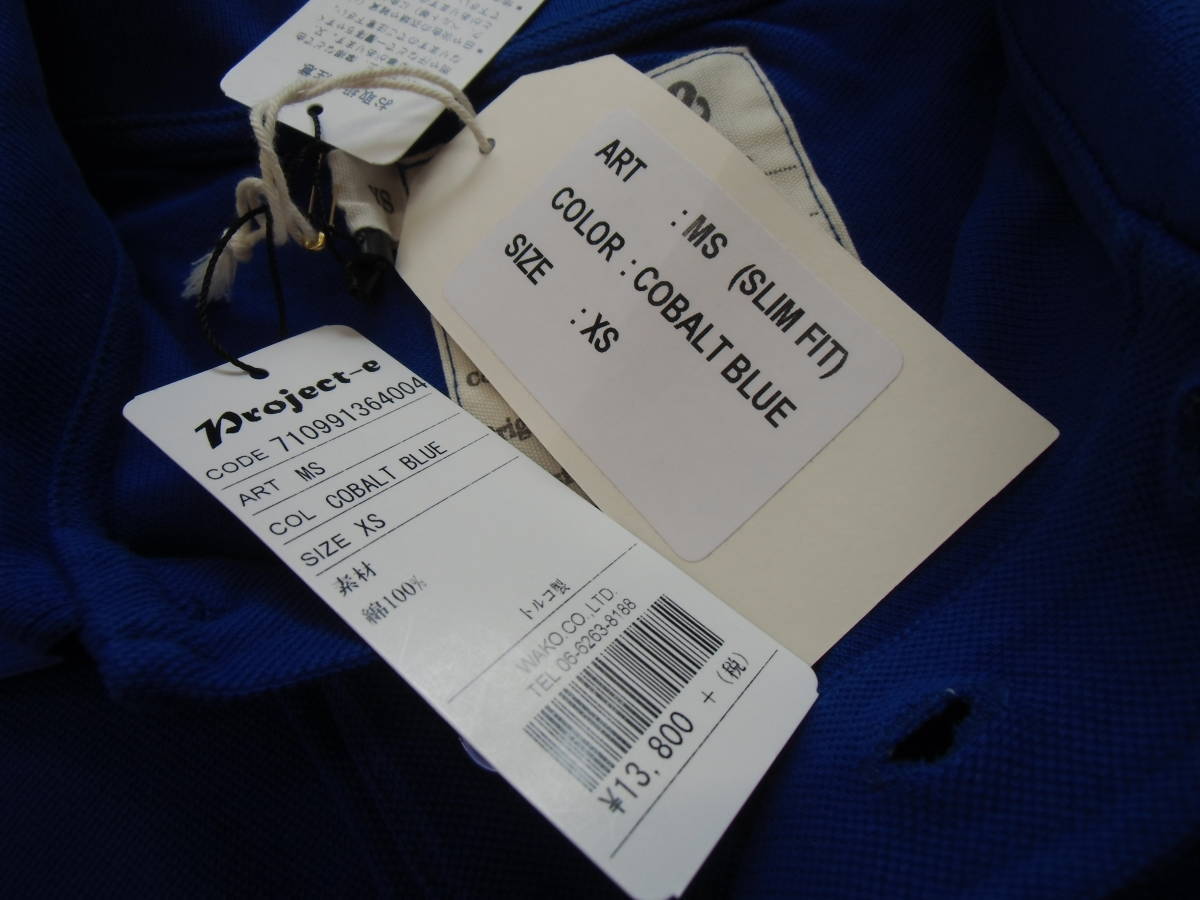 ART : MS (SLIM FIT)
COLOR : COBALT BLUE
SIZE : XS
Project-e
CODE 710991364004
ART MS
COL COBALT BLUE
SIZE XS
素材
綿100%
トルコ製
WAKO.CO.,LTD.
TEL 06-6263-8188
¥13,800 +(税)
XS